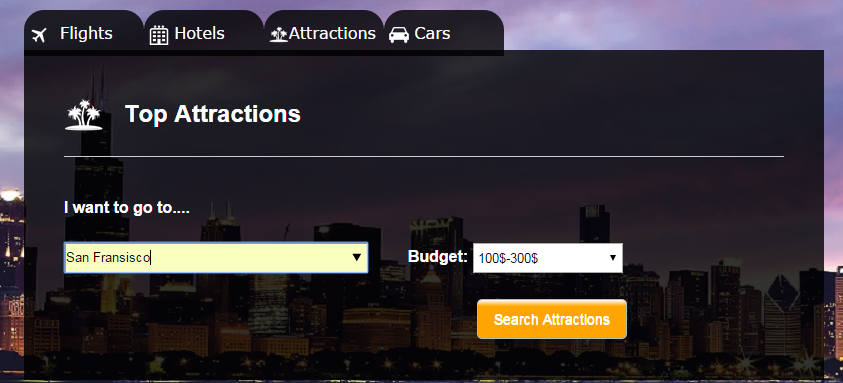 Flights Hotels Attractions Cars
Top Attractions
I want to go to....
San Fransisco Budget: 100$-300$
Search Attractions